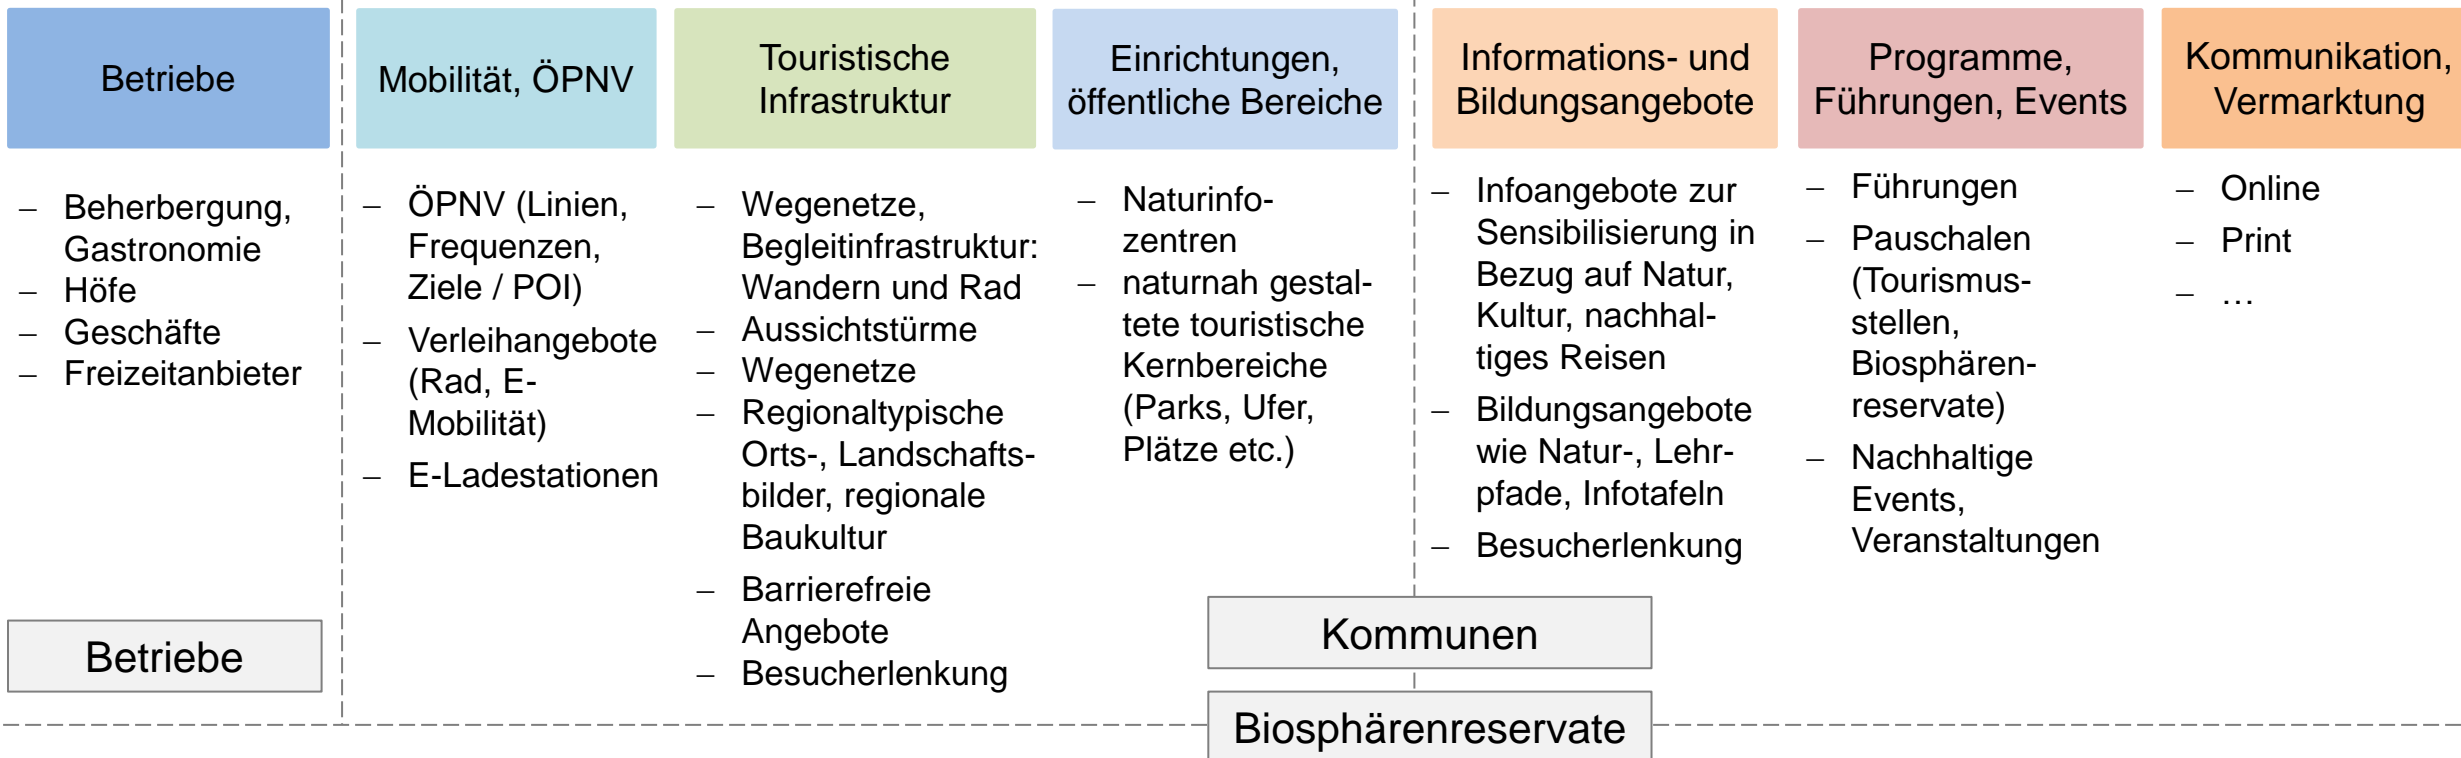 Betriebe
Mobilität, ÖPNV
Touristische
Infrastruktur
Einrichtungen,
öffentliche Bereiche
Informations- und
Bildungsangebote
Programme,
Führungen, Events
Kommunikation,
Vermarktung
– Beherbergung,
Gastronomie
– Höfe
– Geschäfte
– Freizeitanbieter
– ÖPNV (Linien,
Frequenzen,
Ziele / POI)
– Verleihangebote
(Rad, E-
Mobilität)
– E-Ladestationen
– Wegenetze,
Begleitinfrastruktur:
Wandern und Rad
– Aussichtstürme
– Wegenetze
– Regionaltypische
Orts-, Landschafts-
bilder, regionale
Baukultur
– Barrierefreie
Angebote
– Besucherlenkung
– Naturinfo-
zentren
– naturnah gestal-
tete touristische
Kernbereiche
(Parks, Ufer,
Plätze etc.)
– Infoangebote zur
Sensibilisierung in
Bezug auf Natur,
Kultur, nachhal-
tiges Reisen
– Bildungsangebote
wie Natur-, Lehr-
pfade, Infotafeln
– Besucherlenkung
– Führungen
– Pauschalen
(Tourismus-
stellen,
Biosphären-
reservate)
– Nachhaltige
Events,
Veranstaltungen
– Online
– Print
– …
Betriebe
Kommunen
Biosphärenreservate